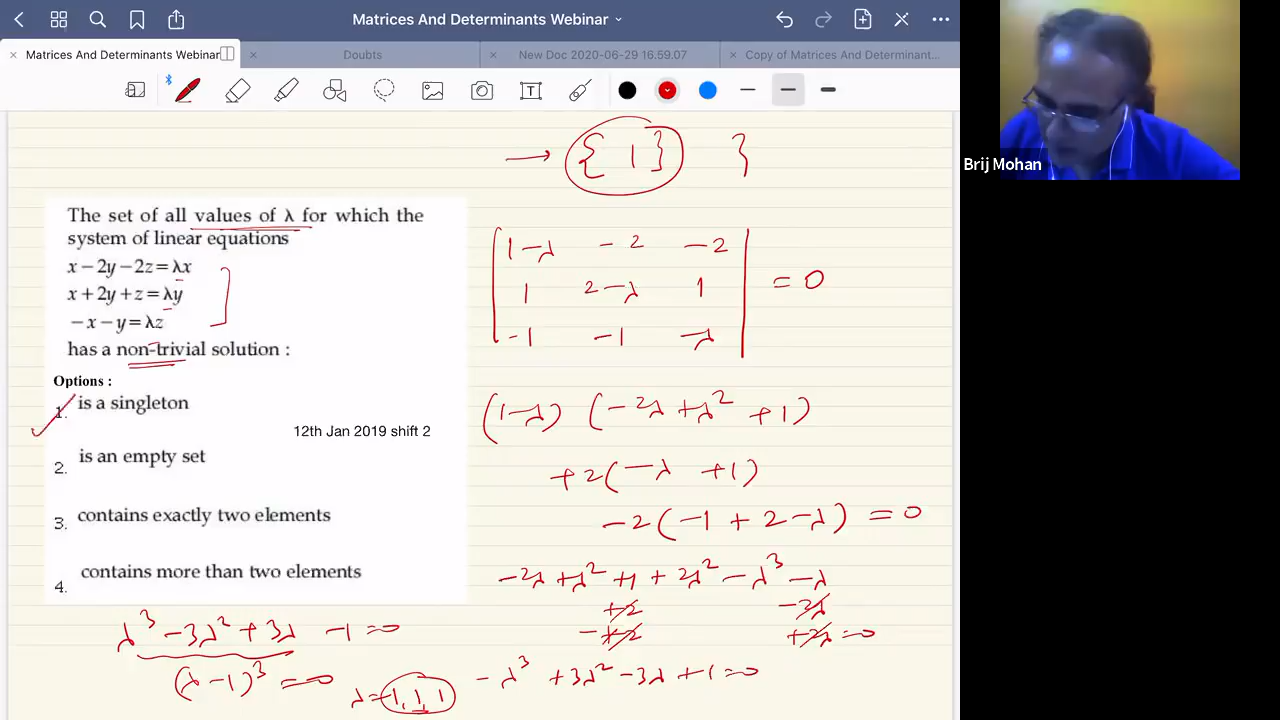 Matrices And Determinants Webinar
Matrices And Determinants Webinar
Doubts
New Doc 2020-06-29 16.59.07
Copy of Matrices And Determinant...
Brij Mohan
→ {1} }
The set of all values of λ for which the
system of linear equations
x − 2y − 2z = λx
x + 2y + z = λy
−x − y = λz
has a non-trivial solution :
Options :
1. is a singleton
12th Jan 2019 shift 2
2. is an empty set
3. contains exactly two elements
4. contains more than two elements
1−λ −2 −2
1 2−λ 1 = 0
−1 −1 −λ
(1−λ) (−2λ + λ² + 1)
+2(−λ + 1)
−2(−1 + 2 − λ) = 0
−2λ + λ² + 1 + 2λ² − λ³ − λ
+2 −2λ
−2 +2λ = 0
−λ³ + 3λ² − 3λ + 1 = 0
λ³ − 3λ² + 3λ − 1 = 0
(λ − 1)³ = 0
λ = 1, 1, 1